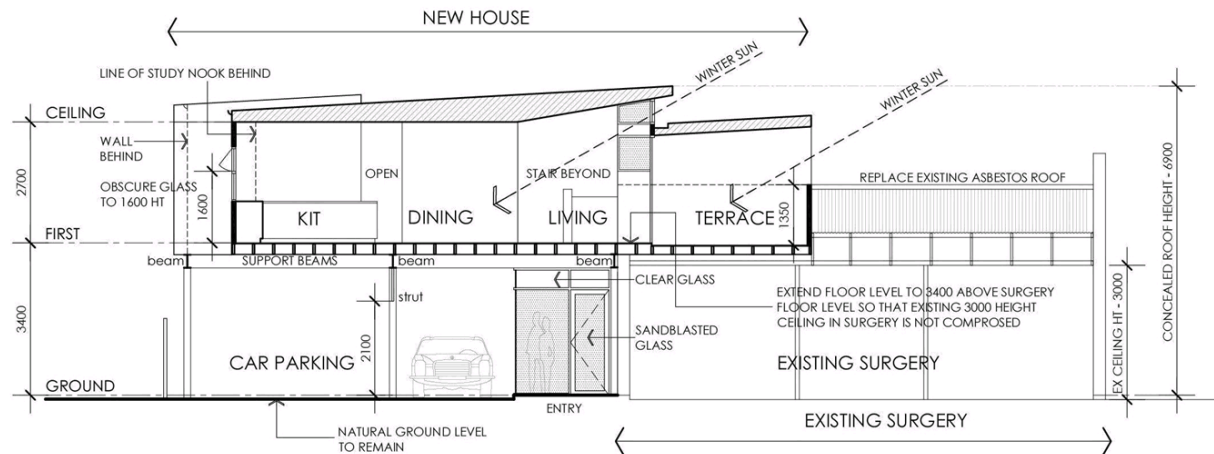 NEW HOUSE
LINE OF STUDY NOOK BEHIND
WINTER SUN
WINTER SUN
CEILING
WALL
BEHIND
OBSCURE GLASS
TO 1600 HT
2700
1600
OPEN
STAIR BEYOND
REPLACE EXISTING ASBESTOS ROOF
KIT
DINING
LIVING
TERRACE
1350
CONCEALED ROOF HEIGHT - 6900
FIRST
beam
SUPPORT BEAMS
beam
beam
CLEAR GLASS
strut
EXTEND FLOOR LEVEL TO 3400 ABOVE SURGERY
FLOOR LEVEL SO THAT EXISTING 3000 HEIGHT
CEILING IN SURGERY IS NOT COMPROSED
SANDBLASTED
GLASS
3400
2100
EX CEILING HT - 3000
CAR PARKING
EXISTING SURGERY
GROUND
ENTRY
EXISTING SURGERY
NATURAL GROUND LEVEL
TO REMAIN